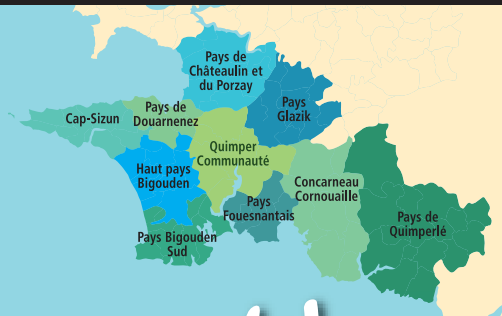 Pays de
Châteaulin et
du Porzay
Pays
Glazik
Cap-Sizun
Pays de
Douarnenez
Quimper
Communauté
Haut pays
Bigouden
Concarneau
Cornouaille
Pays
Fouesnantais
Pays de
Quimperlé
Pays Bigouden
Sud